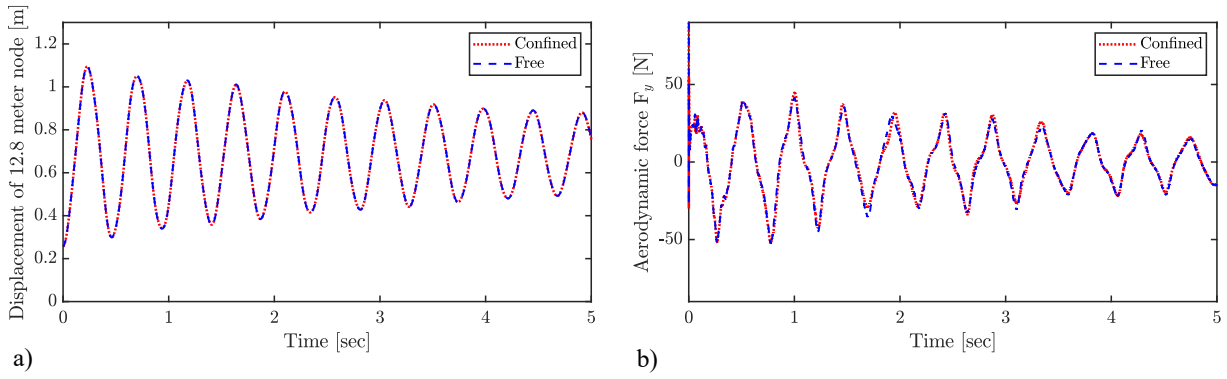 Displacement of 12.8 meter node [m]
1.2
1
0.8
0.6
0.4
0.2
0
0 1 2 3 4 5
Time [sec]
Confined
Free
a)
Aerodynamic force F_y [N]
50
0
-50
0 1 2 3 4 5
Time [sec]
Confined
Free
b)